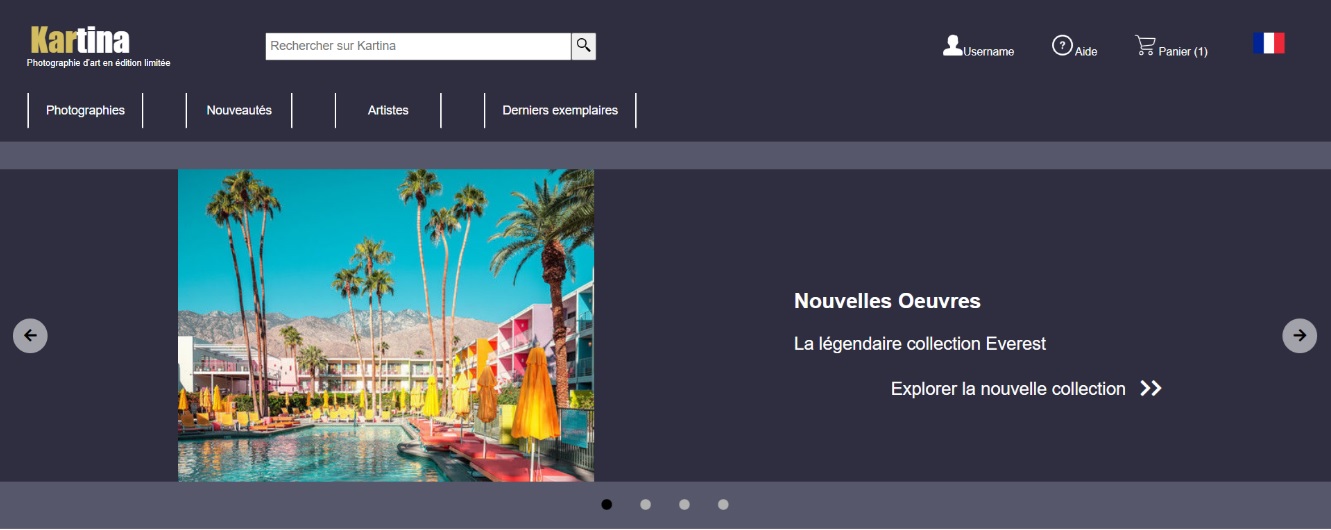 Kartina
Photographie d'art en édition limitée
Rechercher sur Kartina
Username
? Aide
Panier (1)
Photographies
Nouveautés
Artistes
Derniers exemplaires
Nouvelles Oeuvres
La légendaire collection Everest
Explorer la nouvelle collection